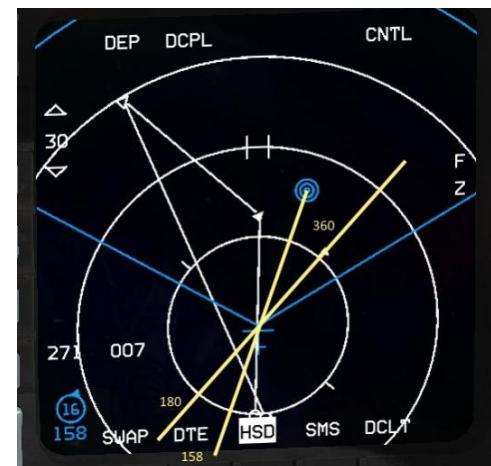 DEP DCPL CNTL
30
F
Z
360
271 007
180
16
158
158
SWAP DTE HSD SMS DCLT